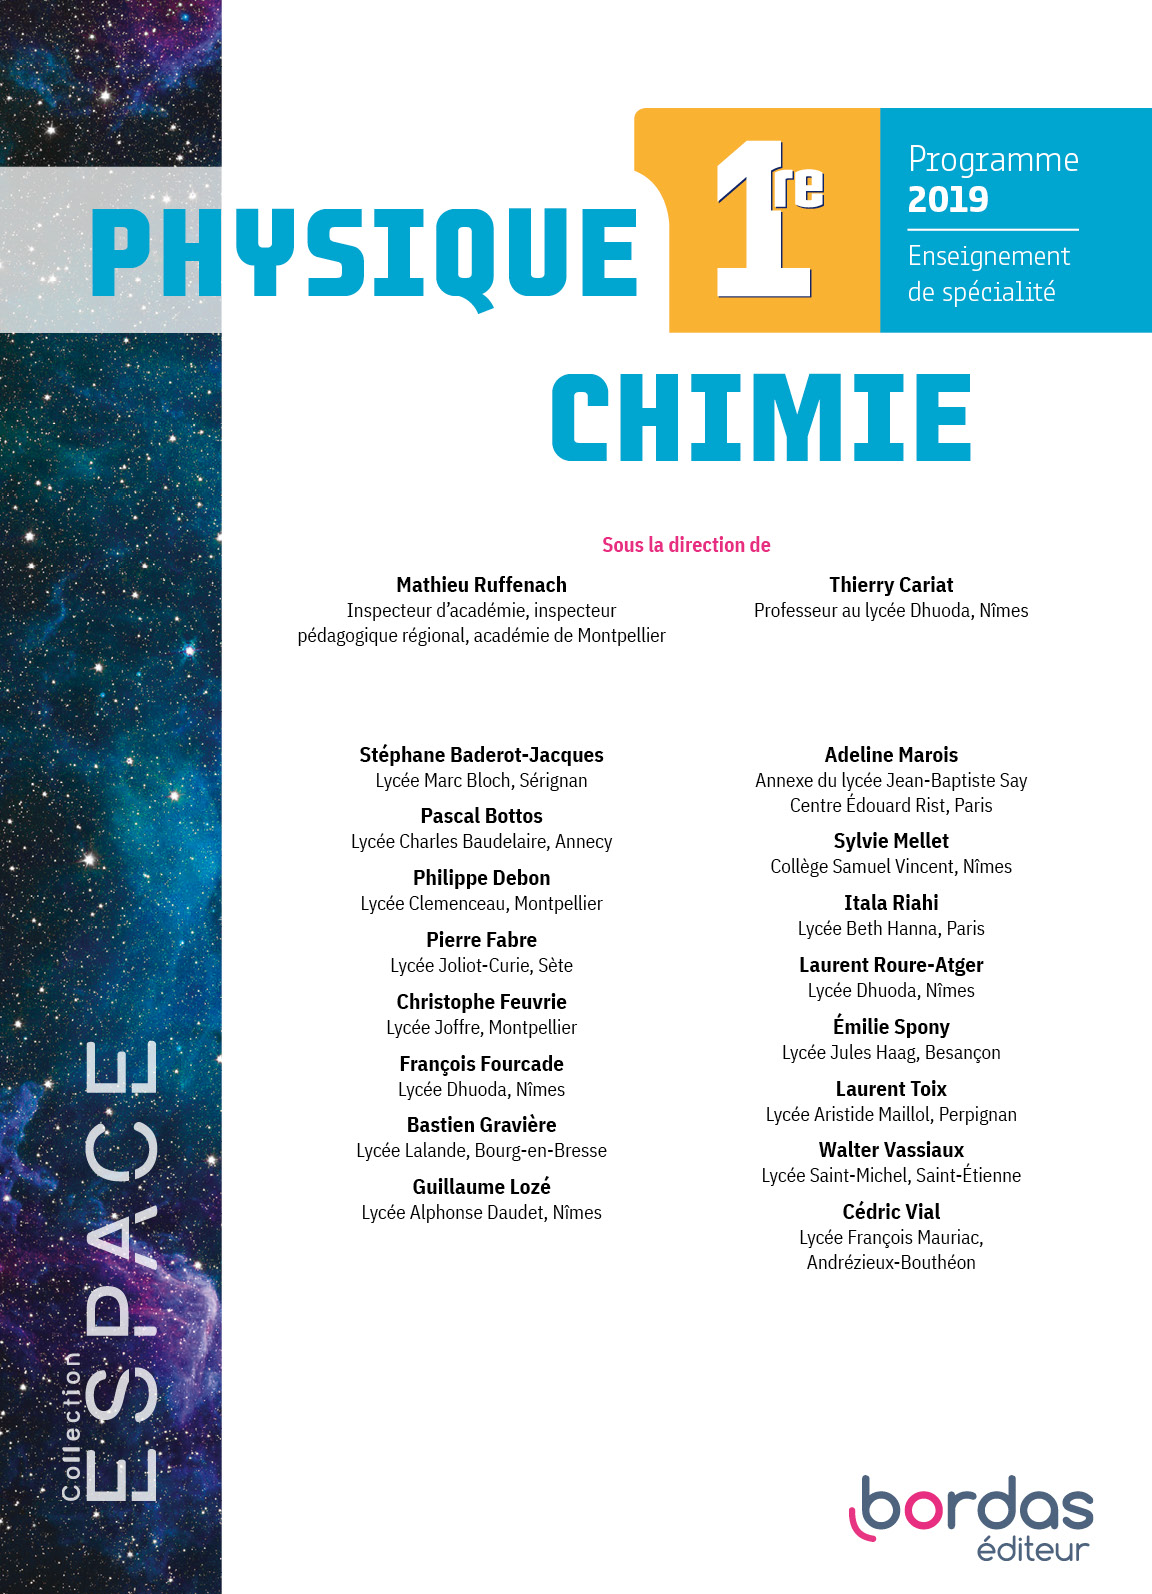 PHYSIQUE
1re
Programme
2019
Enseignement
de spécialité
CHIMIE
Sous la direction de
Mathieu Ruffenach
Inspecteur d’académie, inspecteur
pédagogique régional, académie de Montpellier
Thierry Cariat
Professeur au lycée Dhuoda, Nîmes
Stéphane Baderot-Jacques
Lycée Marc Bloch, Sérignan
Pascal Bottos
Lycée Charles Baudelaire, Annecy
Philippe Debon
Lycée Clemenceau, Montpellier
Pierre Fabre
Lycée Joliot-Curie, Sète
Christophe Feuvrie
Lycée Joffre, Montpellier
François Fourcade
Lycée Dhuoda, Nîmes
Bastien Gravière
Lycée Lalande, Bourg-en-Bresse
Guillaume Lozé
Lycée Alphonse Daudet, Nîmes
Adeline Marois
Annexe du lycée Jean-Baptiste Say
Centre Édouard Rist, Paris
Sylvie Mellet
Collège Samuel Vincent, Nîmes
Itala Riahi
Lycée Beth Hanna, Paris
Laurent Roure-Atger
Lycée Dhuoda, Nîmes
Émilie Spony
Lycée Jules Haag, Besançon
Laurent Toix
Lycée Aristide Maillol, Perpignan
Walter Vassiaux
Lycée Saint-Michel, Saint-Étienne
Cédric Vial
Lycée François Mauriac,
Andrézieux-Bouthéon
Collection
ESPACE
bordas
éditeur